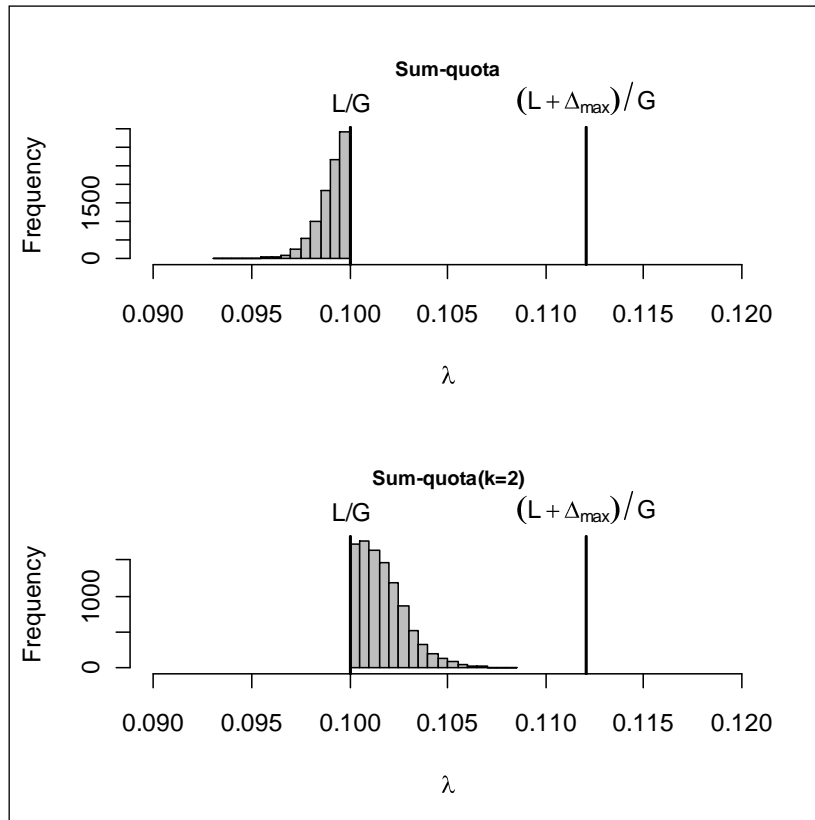 Sum-quota
L/G
(L + Δmax)/G
Frequency
1500
0
0.090 0.095 0.100 0.105 0.110 0.115 0.120
λ
Sum-quota(k=2)
L/G
(L + Δmax)/G
Frequency
1000
0
0.090 0.095 0.100 0.105 0.110 0.115 0.120
λ